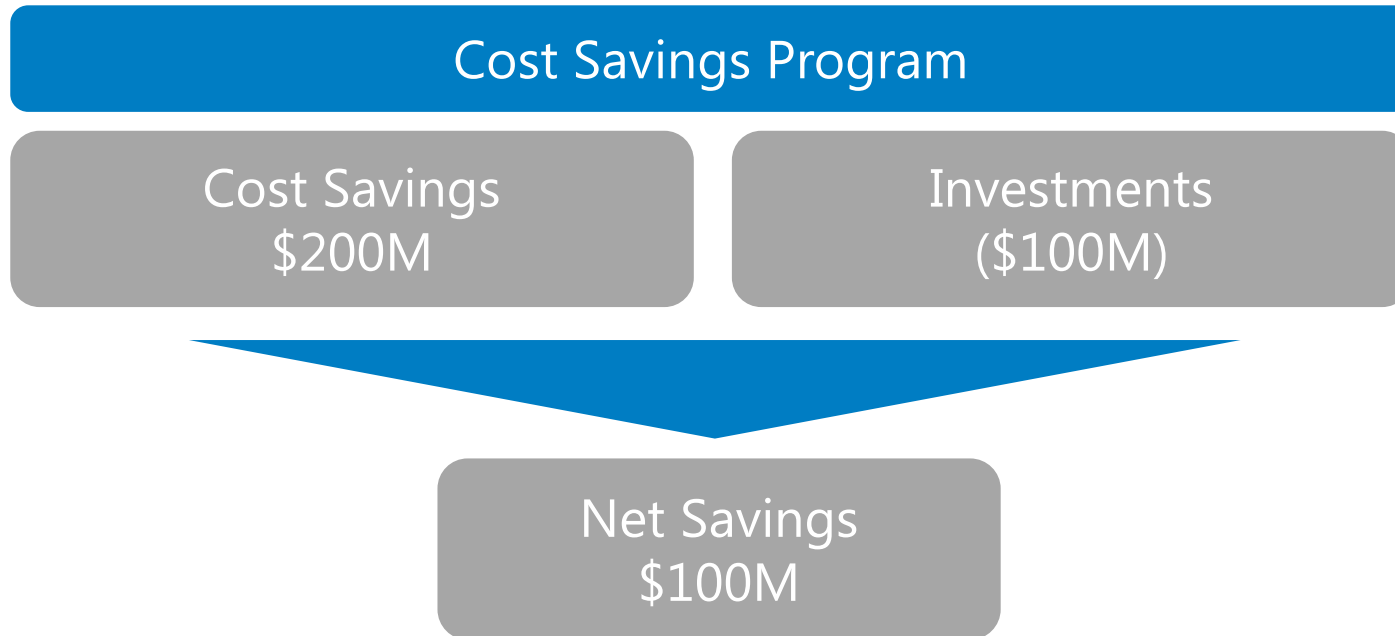 Cost Savings Program
Cost Savings
$200M
Investments
($100M)
Net Savings
$100M